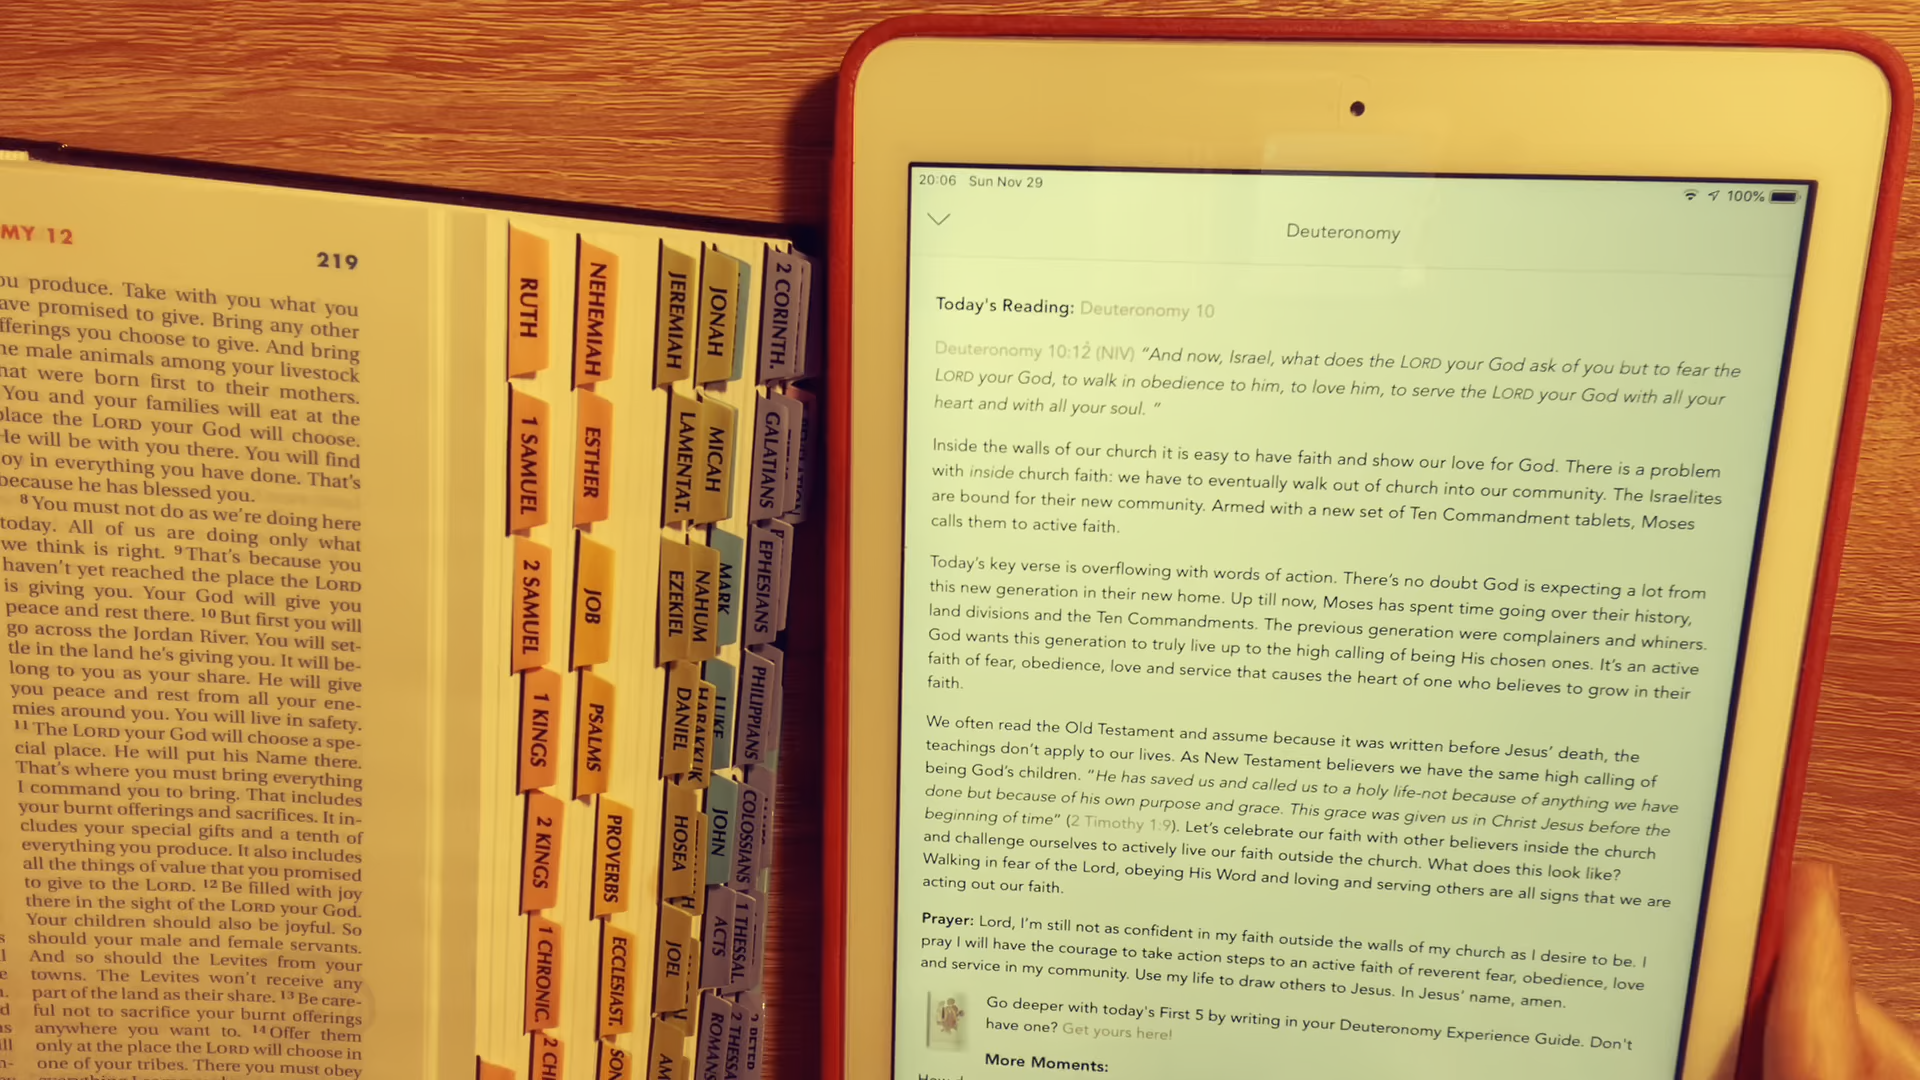 MY 12
219
ou produce. Take with you what you
ave promised to give. Bring any other
fferings you choose to give. And bring
he male animals among your livestock
hat were born first to their mothers.
You and your families will eat at the
place the LORD your God will choose.
He will be with you there. You will find
oy in everything you have done. That's
because he has blessed you.
8 You must not do as we're doing here
today. All of us are doing only what
we think is right. 9 That's because you
haven't yet reached the place the LORD
is giving you. Your God will give you
peace and rest there. 10 But first you will
go across the Jordan River. You will set-
tle in the land he's giving you. It will be-
long to you as your share. He will give
you peace and rest from all your ene-
mies around you. You will live in safety.
11 The LORD your God will choose a spe-
cial place. He will put his Name there.
That's where you must bring everything
I command you to bring. That includes
your burnt offerings and sacrifices. It in-
cludes your special gifts and a tenth of
everything you produce. It also includes
all the things of value that you promised
to give to the LORD. 12 Be filled with joy
there in the sight of the LORD your God.
Your children should also be joyful. So
should your male and female servants.
And so should the Levites from your
towns. The Levites won't receive any
part of the land as their share. 13 Be care-
ful not to sacrifice your burnt offerings
anywhere you want to. 14 Offer them
only at the place the LORD will choose in
one of your tribes. There you must obey
RUTH
1 SAMUEL
2 SAMUEL
1 KINGS
2 KINGS
1 CHRONIC.
2 CH
NEHEMIAH
ESTHER
JOB
PSALMS
PROVERBS
ECCLESIAST.
SON
JEREMIAH
LAMENTAT.
EZEKIEL
DANIEL
HOSEA
JOEL
AM
JONAH
MICAH
NAHUM
HABAKKUK
MARK
LUKE
JOHN
ACTS
ROMANS
2 CORINTH.
GALATIANS
EPHESIANS
PHILIPPIANS
COLOSSIANS
1 THESSAL.
2 THESSA
2 PETER
20:06 Sun Nov 29
100%
Deuteronomy
Today's Reading: Deuteronomy 10
Deuteronomy 10:12 (NIV) "And now, Israel, what does the LORD your God ask of you but to fear the
LORD your God, to walk in obedience to him, to love him, to serve the LORD your God with all your
heart and with all your soul. "
Inside the walls of our church it is easy to have faith and show our love for God. There is a problem
with inside church faith: we have to eventually walk out of church into our community. The Israelites
are bound for their new community. Armed with a new set of Ten Commandment tablets, Moses
calls them to active faith.
Today's key verse is overflowing with words of action. There's no doubt God is expecting a lot from
this new generation in their new home. Up till now, Moses has spent time going over their history,
land divisions and the Ten Commandments. The previous generation were complainers and whiners.
God wants this generation to truly live up to the high calling of being His chosen ones. It's an active
faith of fear, obedience, love and service that causes the heart of one who believes to grow in their
faith.
We often read the Old Testament and assume because it was written before Jesus' death, the
teachings don't apply to our lives. As New Testament believers we have the same high calling of
being God's children. "He has saved us and called us to a holy life-not because of anything we have
done but because of his own purpose and grace. This grace was given us in Christ Jesus before the
beginning of time" (2 Timothy 1:9). Let's celebrate our faith with other believers inside the church
and challenge ourselves to actively live our faith outside the church. What does this look like?
Walking in fear of the Lord, obeying His Word and loving and serving others are all signs that we are
acting out our faith.
Prayer: Lord, I'm still not as confident in my faith outside the walls of my church as I desire to be. I
pray I will have the courage to take action steps to an active faith of reverent fear, obedience, love
and service in my community. Use my life to draw others to Jesus. In Jesus' name, amen.
Go deeper with today's First 5 by writing in your Deuteronomy Experience Guide. Don't
have one? Get yours here!
More Moments: